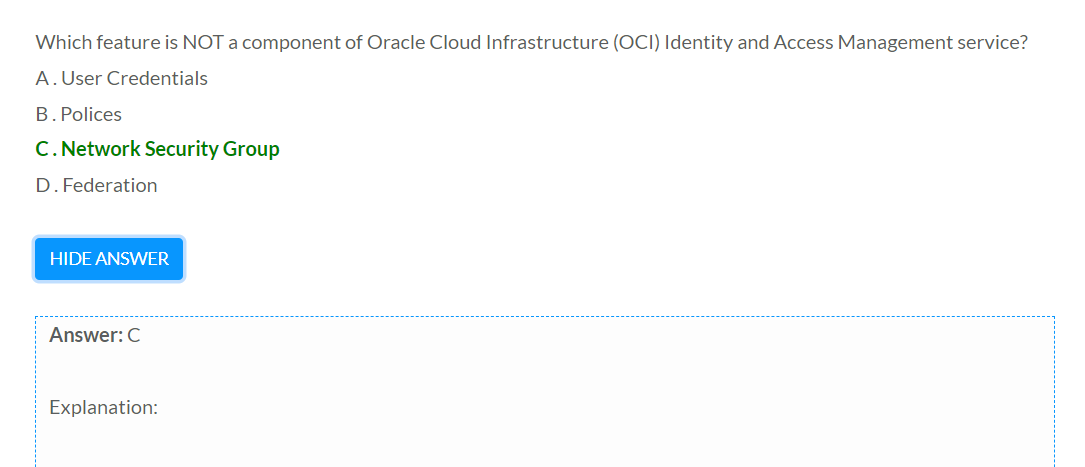 Which feature is NOT a component of Oracle Cloud Infrastructure (OCI) Identity and Access Management service?
A . User Credentials
B . Polices
C . Network Security Group
D . Federation
HIDE ANSWER
Answer: C
Explanation: